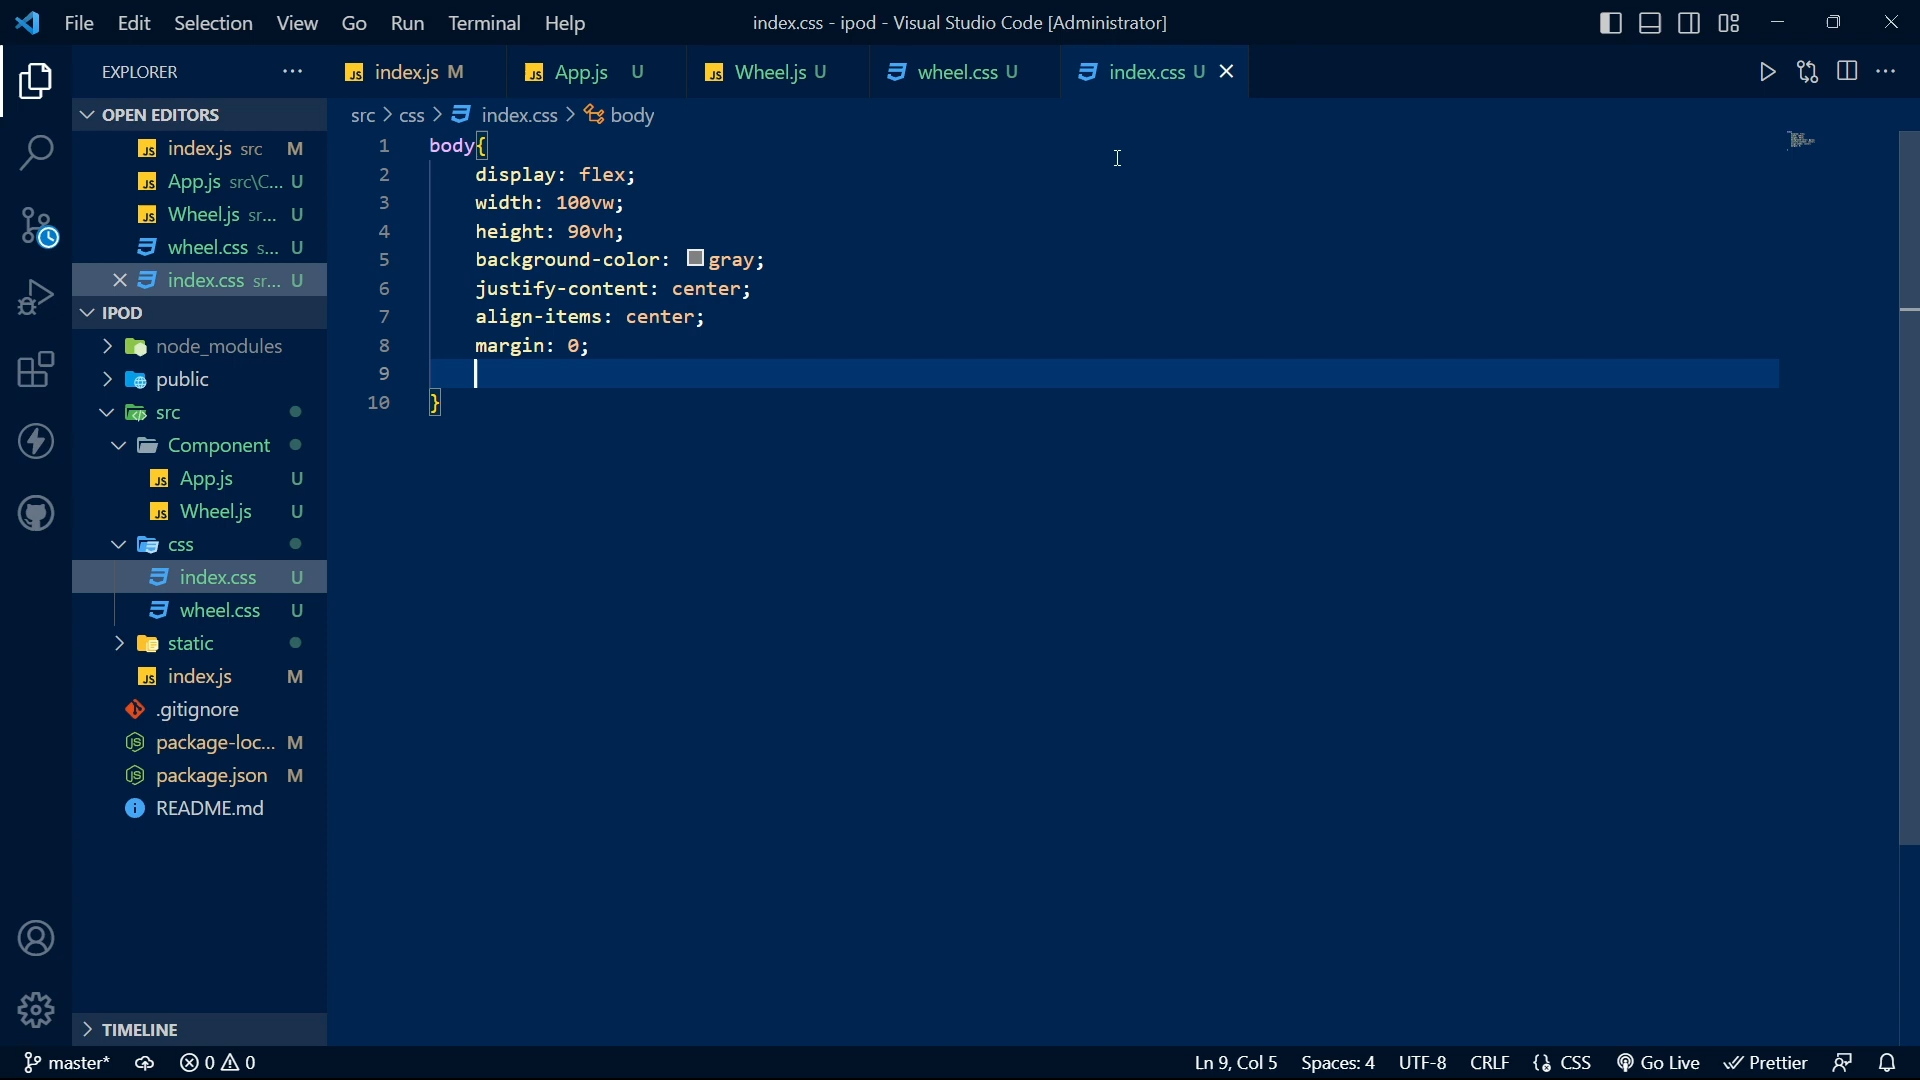 File Edit Selection View Go Run Terminal Help index.css - ipod - Visual Studio Code [Administrator]
EXPLORER ... index.js M App.js U Wheel.js U wheel.css U index.css U
OPEN EDITORS
index.js src M
App.js src\C... U
Wheel.js sr... U
wheel.css s... U
index.css sr... U
IPOD
node_modules
public
src
Component
App.js U
Wheel.js U
css
index.css U
wheel.css U
static
index.js M
.gitignore
package-loc... M
package.json M
README.md
TIMELINE
src > css > index.css > body
1 body{
2 display: flex;
3 width: 100vw;
4 height: 90vh;
5 background-color: gray;
6 justify-content: center;
7 align-items: center;
8 margin: 0;
9
10 }
master* 0 0 Ln 9, Col 5 Spaces: 4 UTF-8 CRLF CSS Go Live Prettier